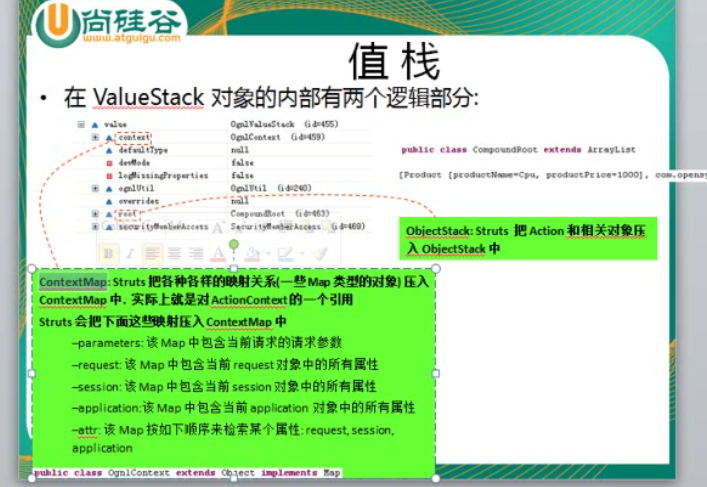 尚硅谷
www.atguigu.com
值 栈
• 在 ValueStack 对象的内部有两个逻辑部分:
value OgnlValueStack (id=455)
context OgnlContext (id=459)
defaultType null
devMode false
logMissingProperties false
ognlUtil OgnlUtil (id=240)
overrides null
root CompoundRoot (id=463)
securityMemberAccess SecurityMemberAccess (id=469)
public class CompoundRoot extends ArrayList
[Product [productName=Cpu, productPrice=1000], com.opensy
ObjectStack: Struts 把 Action 和相关对象压
入 ObjectStack 中
B I A
ContextMap: Struts 把各种各样的映射关系(一些 Map 类型的对象) 压入
ContextMap 中. 实际上就是对 ActionContext 的一个引用
Struts 会把下面这些映射压入 ContextMap 中
–parameters: 该 Map 中包含当前请求的请求参数
–request: 该 Map 中包含当前 request 对象中的所有属性
–session: 该 Map 中包含当前 session 对象中的所有属性
–application:该 Map 中包含当前 application 对象中的所有属性
–attr: 该 Map 按如下顺序来检索某个属性: request, session,
application
public class OgnlContext extends Object implements Map